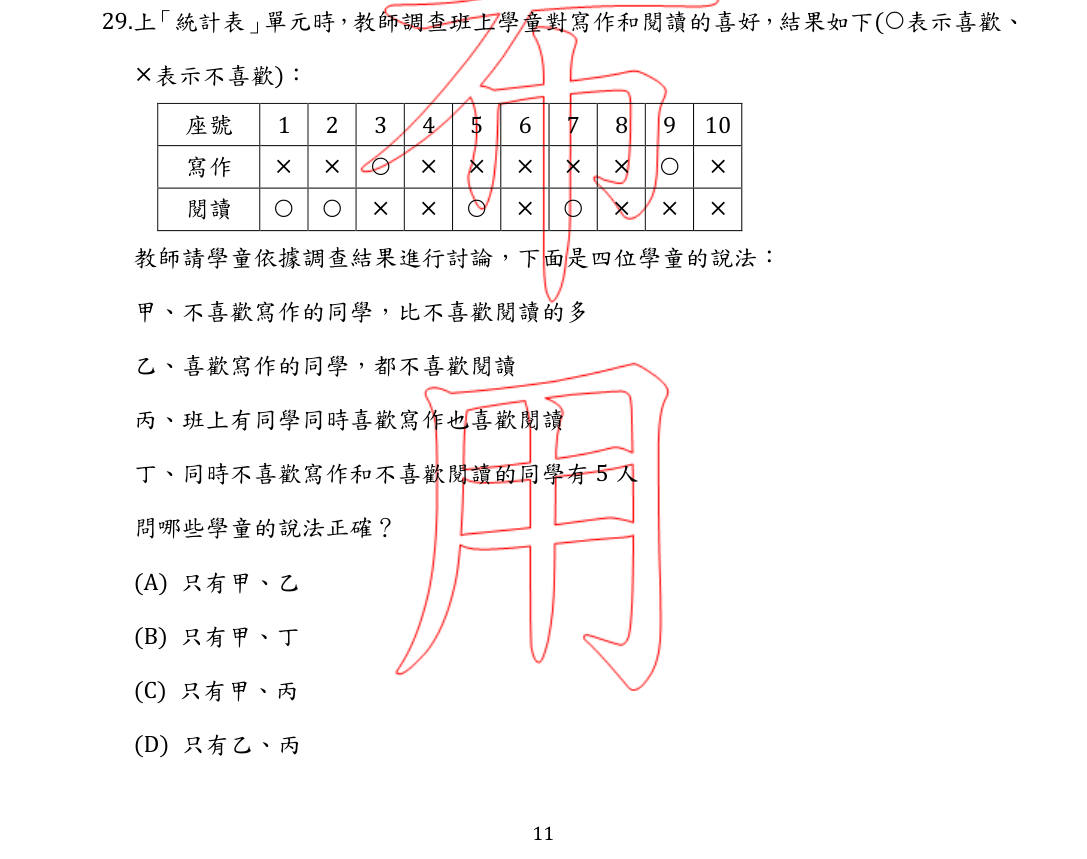 29.上「統計表」單元時，教師調查班上學童對寫作和閱讀的喜好，結果如下(○表示喜歡、
×表示不喜歡)：
座號 1 2 3 4 5 6 7 8 9 10
寫作 × × ○ × × × × × ○ ×
閱讀 ○ ○ × × ○ × ○ × × ×
教師請學童依據調查結果進行討論，下面是四位學童的說法：
甲、不喜歡寫作的同學，比不喜歡閱讀的多
乙、喜歡寫作的同學，都不喜歡閱讀
丙、班上有同學同時喜歡寫作也喜歡閱讀
丁、同時不喜歡寫作和不喜歡閱讀的同學有 5 人
問哪些學童的說法正確？
(A) 只有甲、乙
(B) 只有甲、丁
(C) 只有甲、丙
(D) 只有乙、丙
用
11